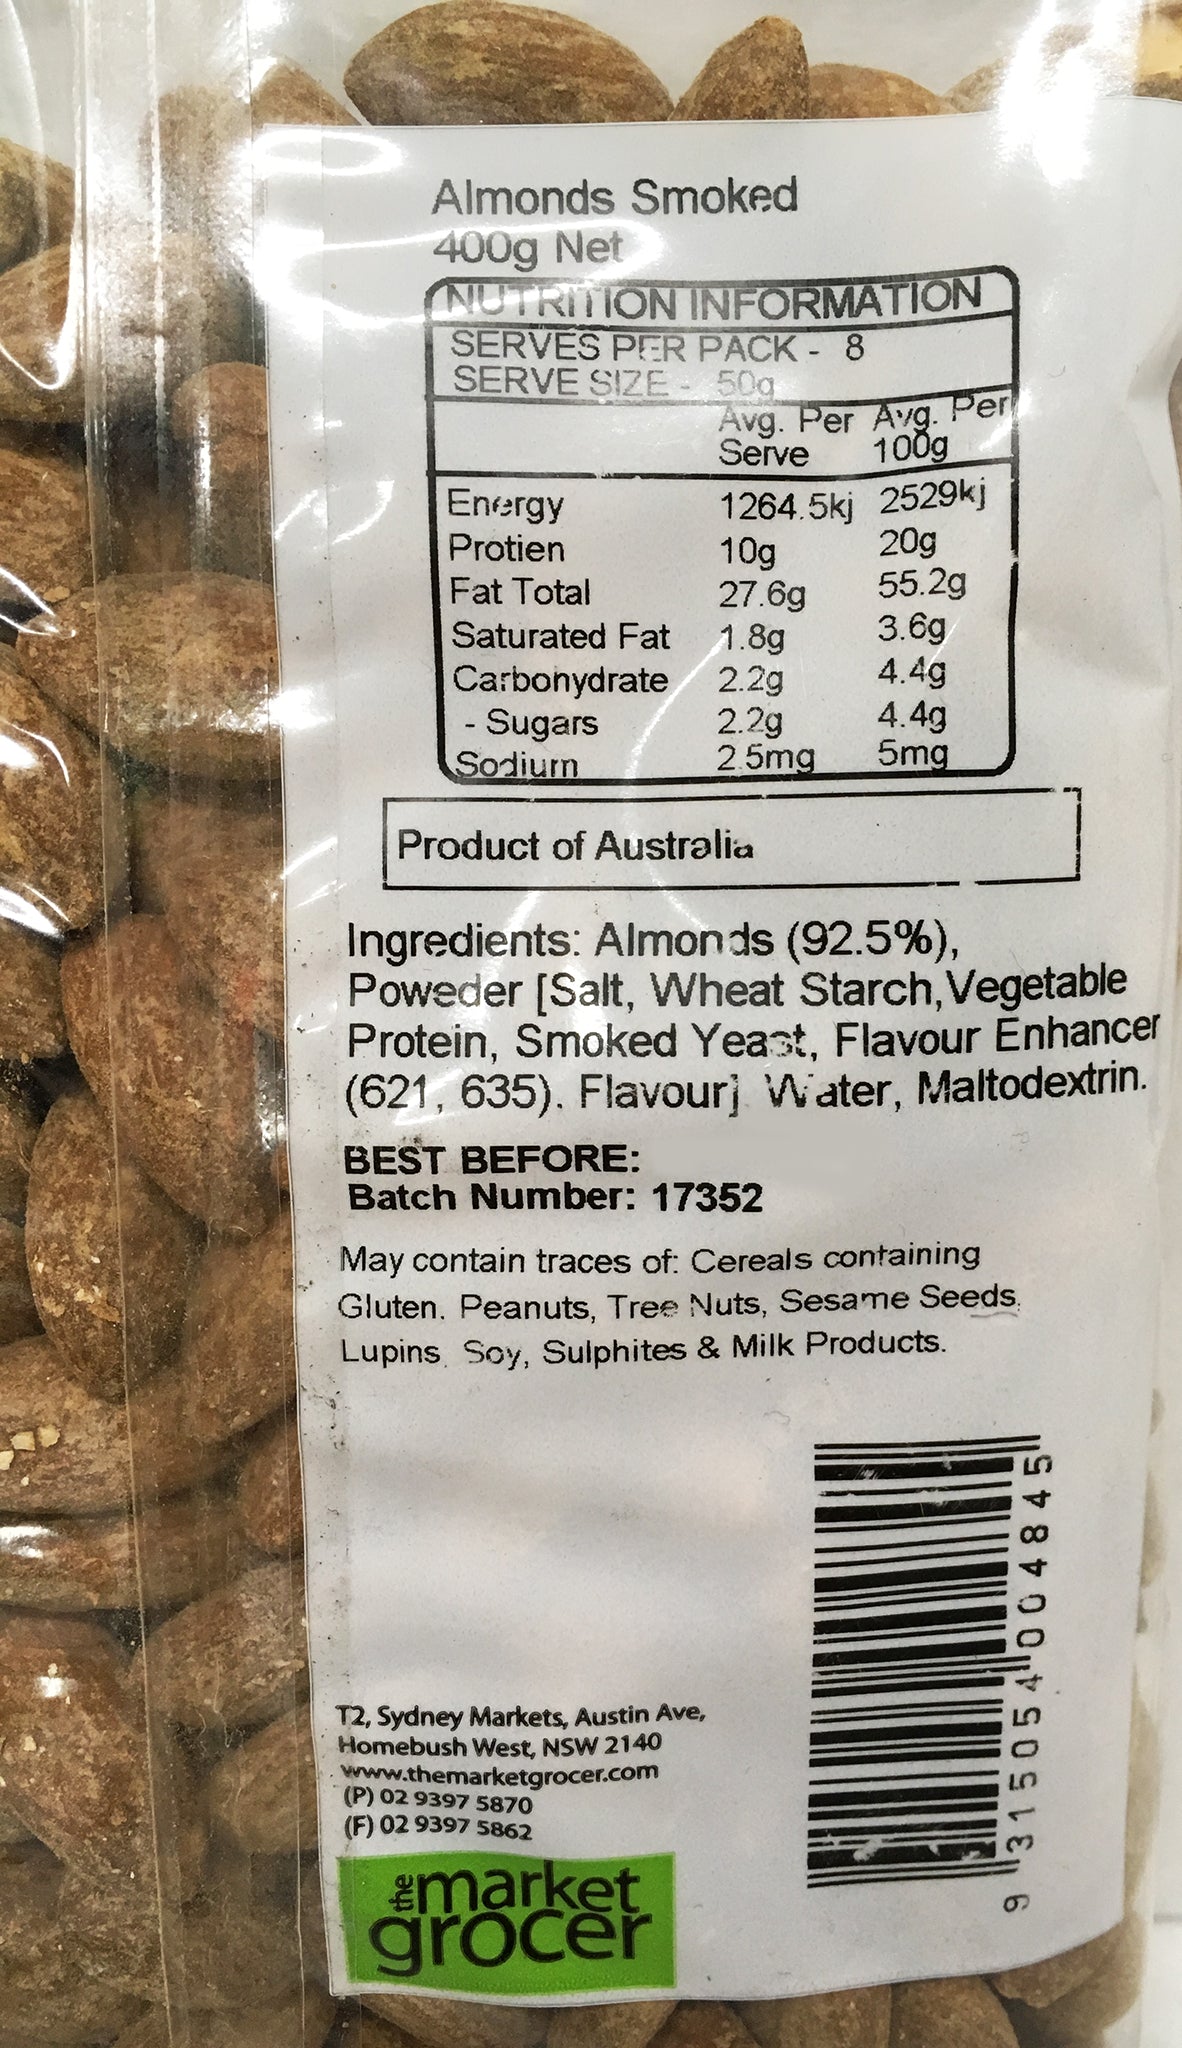 Almonds Smoked
400g Net
NUTRITION INFORMATION
SERVES PER PACK - 8
SERVE SIZE - 50g
Avg. Per Serve Avg. Per 100g
Energy 1264.5kj 2529kj
Protien 10g 20g
Fat Total 27.6g 55.2g
Saturated Fat 1.8g 3.6g
Carbohydrate 2.2g 4.4g
- Sugars 2.2g 4.4g
Sodium 2.5mg 5mg
Product of Australia
Ingredients: Almonds (92.5%),
Poweder [Salt, Wheat Starch, Vegetable
Protein, Smoked Yeast, Flavour Enhancer
(621, 635). Flavour] Water, Maltodextrin.
BEST BEFORE:
Batch Number: 17352
May contain traces of: Cereals containing
Gluten. Peanuts, Tree Nuts, Sesame Seeds,
Lupins, Soy, Sulphites & Milk Products.
9 315054 004845
T2, Sydney Markets, Austin Ave,
Homebush West, NSW 2140
www.themarketgrocer.com
(P) 02 9397 5870
(F) 02 9397 5862
the market
grocer